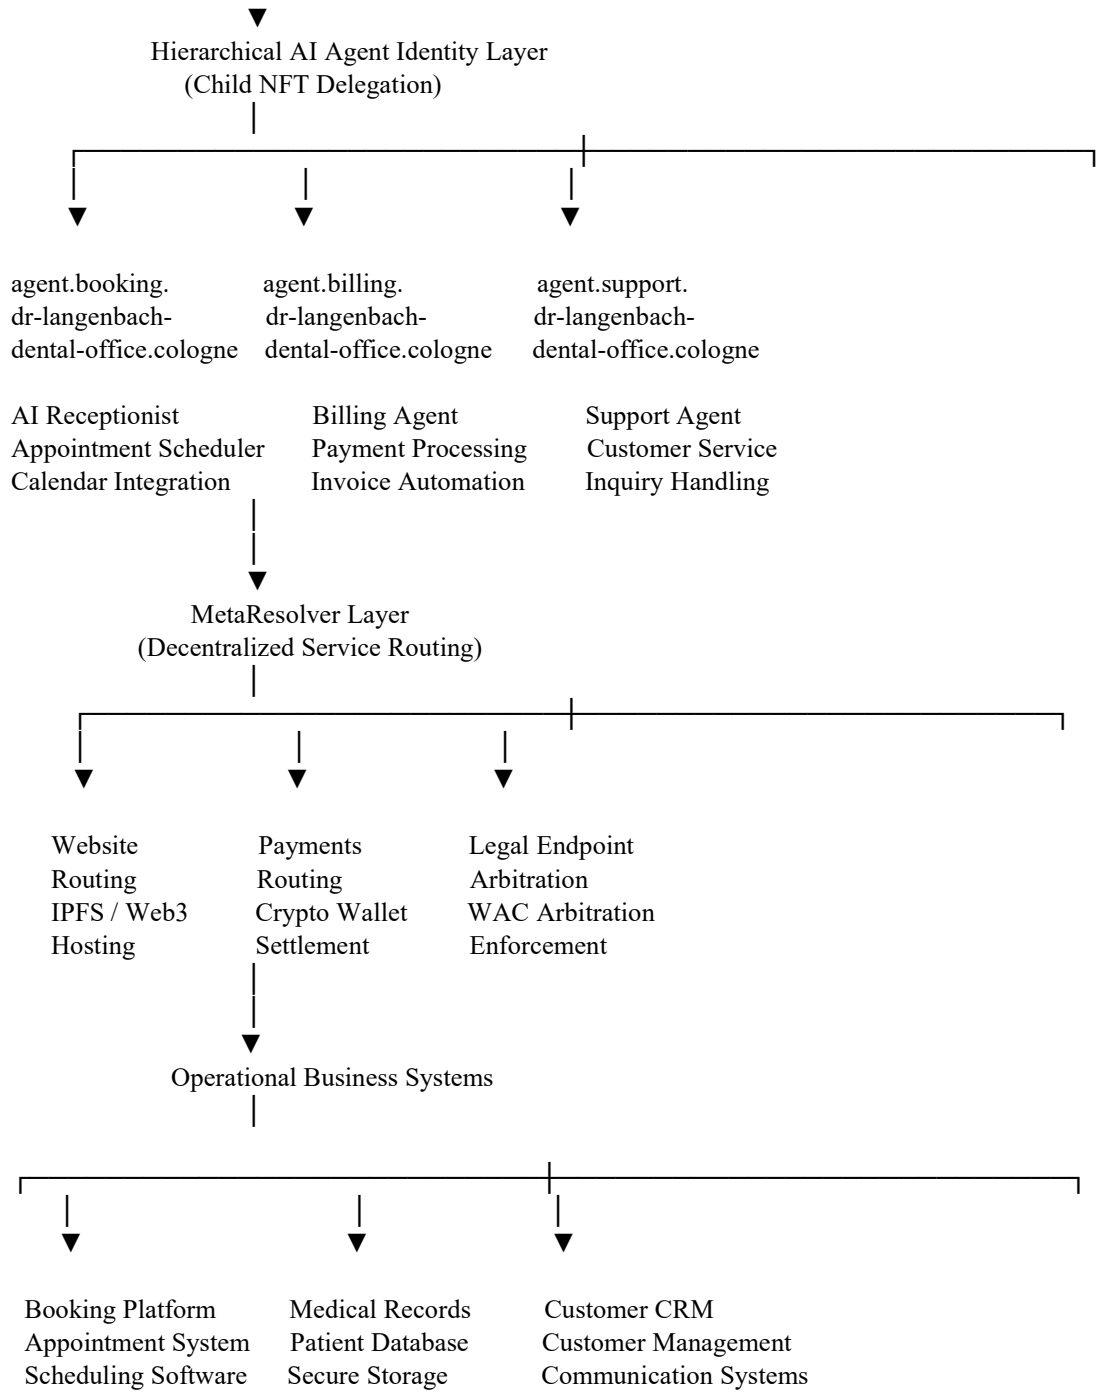 Hierarchical AI Agent Identity Layer
(Child NFT Delegation)
agent.booking. agent.billing. agent.support.
dr-langenbach- dr-langenbach- dr-langenbach-
dental-office.cologne dental-office.cologne dental-office.cologne
AI Receptionist Billing Agent Support Agent
Appointment Scheduler Payment Processing Customer Service
Calendar Integration Invoice Automation Inquiry Handling
MetaResolver Layer
(Decentralized Service Routing)
Website Payments Legal Endpoint
Routing Routing Arbitration
IPFS / Web3 Crypto Wallet WAC Arbitration
Hosting Settlement Enforcement
Operational Business Systems
Booking Platform Medical Records Customer CRM
Appointment System Patient Database Customer Management
Scheduling Software Secure Storage Communication Systems